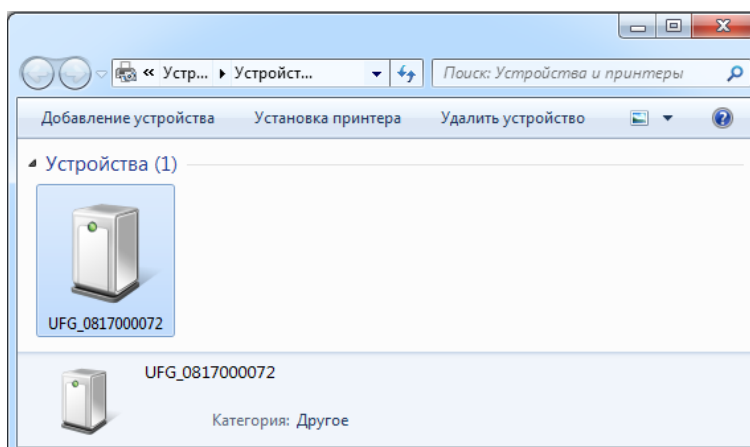 « Устр... Устройст... Поиск: Устройства и принтеры
Добавление устройства Установка принтера Удалить устройство
Устройства (1)
UFG_0817000072
UFG_0817000072
Категория: Другое